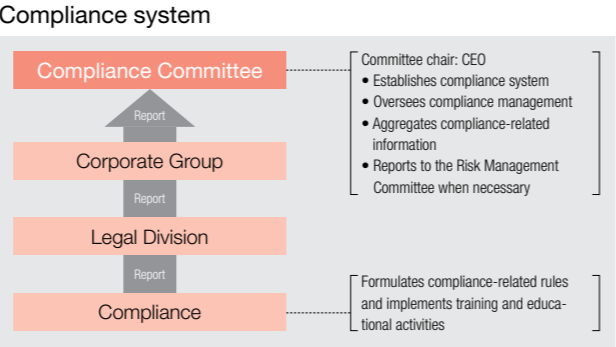 Compliance system
Compliance Committee
Committee chair: CEO
• Establishes compliance system
• Oversees compliance management
• Aggregates compliance-related
information
• Reports to the Risk Management
Committee when necessary
Report
Corporate Group
Report
Legal Division
Report
Compliance
Formulates compliance-related rules
and implements training and educa-
tional activities